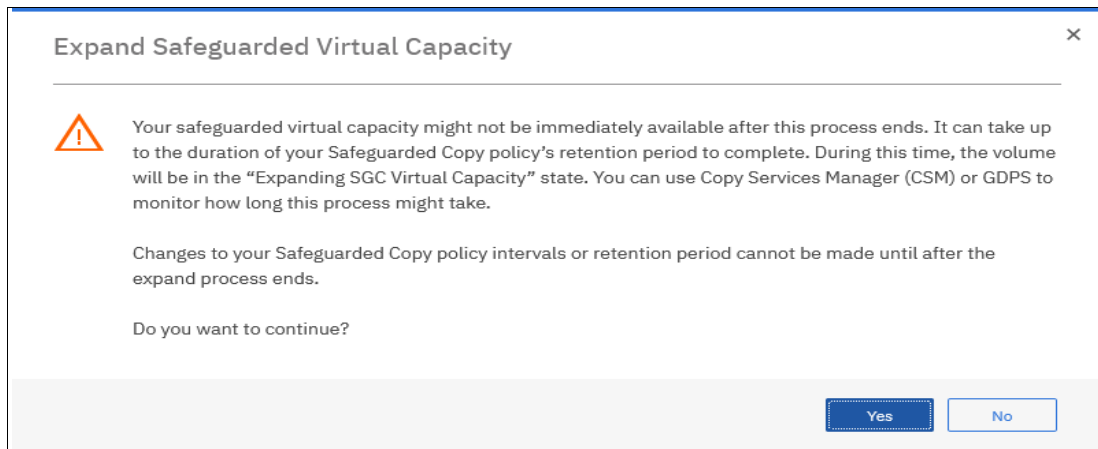 Expand Safeguarded Virtual Capacity
Your safeguarded virtual capacity might not be immediately available after this process ends. It can take up
to the duration of your Safeguarded Copy policy’s retention period to complete. During this time, the volume
will be in the “Expanding SGC Virtual Capacity” state. You can use Copy Services Manager (CSM) or GDPS to
monitor how long this process might take.
Changes to your Safeguarded Copy policy intervals or retention period cannot be made until after the
expand process ends.
Do you want to continue?
Yes No